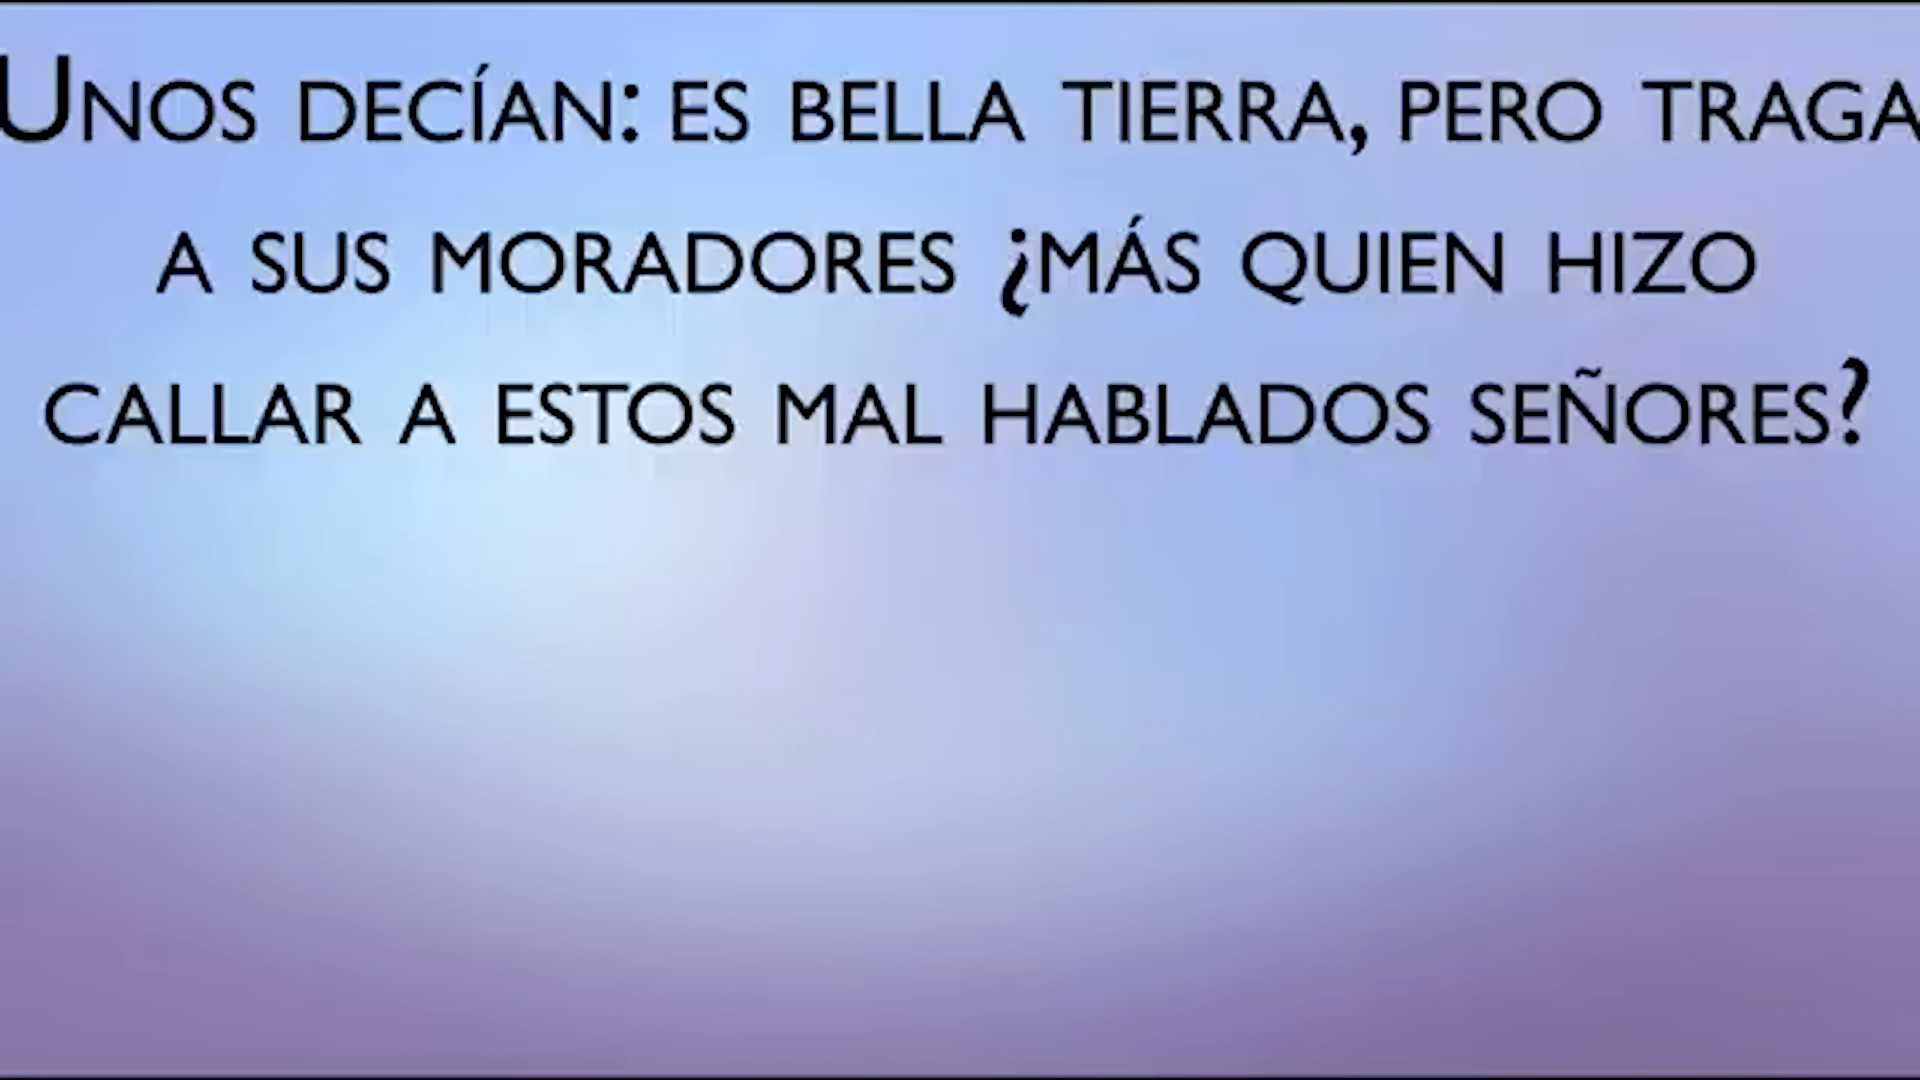 Unos decían: es bella tierra, pero traga
a sus moradores ¿más quien hizo
callar a estos mal hablados señores?